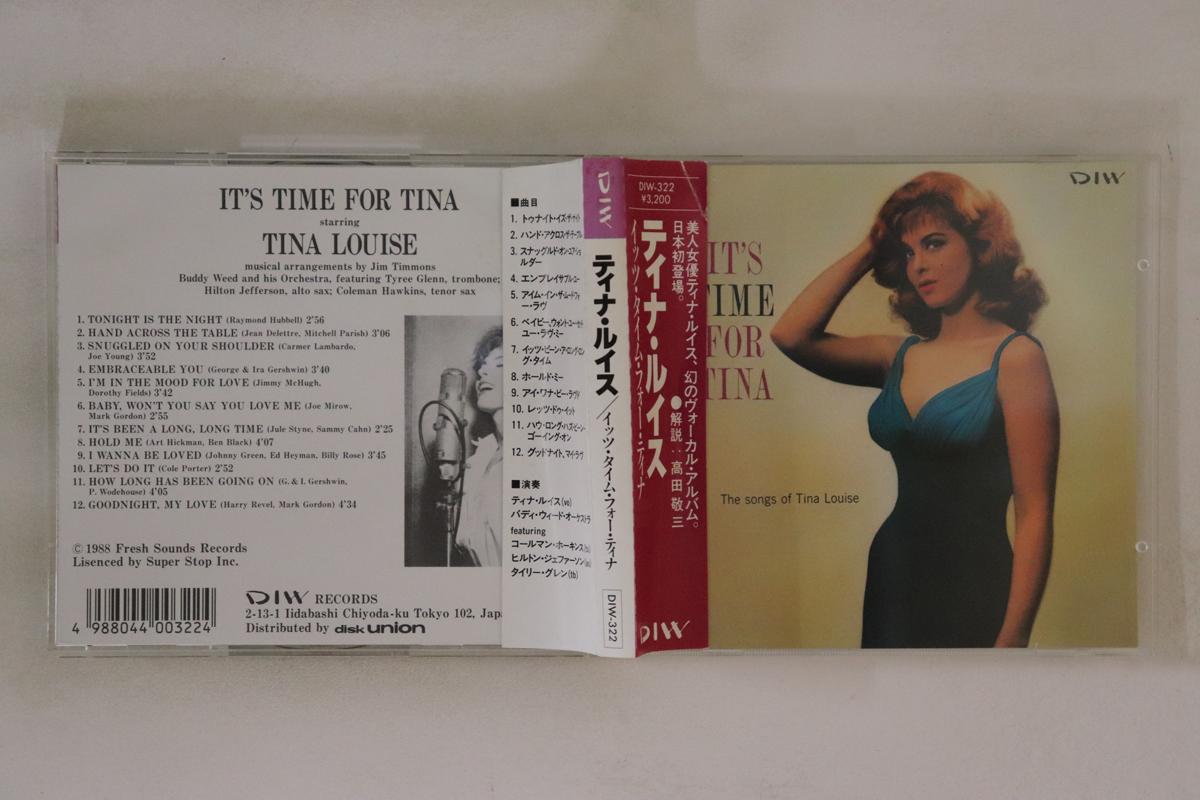 IT'S TIME FOR TINA
starring
TINA LOUISE
musical arrangements by Jim Timmons
Buddy Weed and his Orchestra, featuring Tyree Glenn, trombone;
Hilton Jefferson, alto sax; Coleman Hawkins, tenor sax
1. TONIGHT IS THE NIGHT (Raymond Hubbell) 2'56
2. HAND ACROSS THE TABLE (Jean Delettre, Mitchell Parish) 3'06
3. SNUGGLED ON YOUR SHOULDER (Carmer Lambardo,
Joe Young) 3'52
4. EMBRACEABLE YOU (George & Ira Gershwin) 3'40
5. I'M IN THE MOOD FOR LOVE (Jimmy McHugh,
Dorothy Fields) 3'42
6. BABY, WON'T YOU SAY YOU LOVE ME (Joe Mirow,
Mark Gordon) 2'55
7. IT'S BEEN A LONG, LONG TIME (Jule Styne, Sammy Cahn) 2'25
8. HOLD ME (Art Hickman, Ben Black) 4'07
9. I WANNA BE LOVED (Johnny Green, Ed Heyman, Billy Rose) 3'45
10. LET'S DO IT (Cole Porter) 2'52
11. HOW LONG HAS BEEN GOING ON (G. & I. Gershwin,
P. Wodehouse) 4'05
12. GOODNIGHT, MY LOVE (Harry Revel, Mark Gordon) 4'34
© 1988 Fresh Sounds Records
Lisenced by Super Stop Inc.
4 988044 003224
DIW RECORDS
2-13-1 Iidabashi Chiyoda-ku Tokyo 102, Japa
Distributed by disk union
■曲目
1. トゥナイト・イズ・ザ・ナイト
2. ハンド・アクロス・ザ・テーブル
3. スナッグルド・オン・ユア・ショ
ルダー
4. エンブレイサブル・ユー
5. アイム・イン・ザ・ムード・フォ
ー・ラヴ
6. ベイビー、ウォント・ユー・セイ・
ユー・ラヴ・ミー
7. イッツ・ビーン・ア・ロング・ロン
グ・タイム
8. ホールド・ミー
9. アイ・ワナ・ビー・ラヴド
10. レッツ・ドゥ・イット
11. ハウ・ロング・ハズ・ビーン・
ゴーイング・オン
12. グッドナイト、マイ・ラヴ
■演奏
ティナ・ルイス(vo)
バディ・ウィード・オーケストラ
featuring
コールマン・ホーキンス(ts)
ヒルトン・ジェファーソン(as)
タイリー・グレン(tb)
DIW
ティナ・ルイス/イッツ・タイム・フォー・ティナ
DIW-322
DIW-322
¥3,200
美人女優ティナ・ルイス、幻のヴォーカル・アルバム。
日本初登場。
●解説:高田敬三
ティナ・ルイス
イッツ・タイム・フォー・ティナ
DIW
DIW
IT'S
TIME
FOR
TINA
The songs of Tina Louise